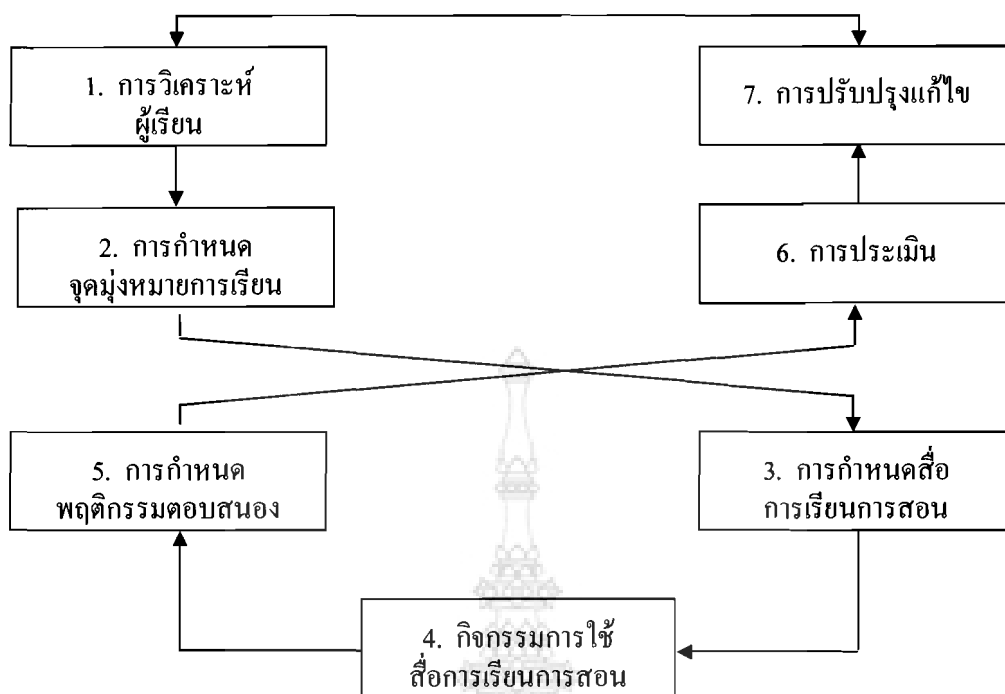 1. การวิเคราะห์
ผู้เรียน
2. การกำหนด
จุดมุ่งหมายการเรียน
3. การกำหนดสื่อ
การเรียนการสอน
4. กิจกรรมการใช้
สื่อการเรียนการสอน
5. การกำหนด
พฤติกรรมตอบสนอง
6. การประเมิน
7. การปรับปรุงแก้ไข